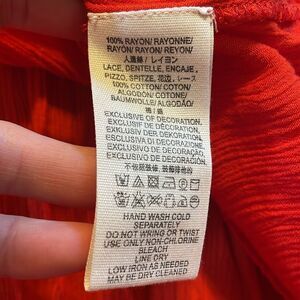 100% RAYON/ RAYONNE/
RAYÓN/ RAYON/ REYON/
人造絲/ レイヨン
LACE, DENTELLE, ENCAJE,
PIZZO, SPITZE, 花边, レース
100% COTTON/ COTON/
ALGODÓN/ COTONE/
BAUMWOLLE/ ALGODÃO/
棉/ 綿
EXCLUSIVE OF DECORATION.
EXCLUSIF DE DÉCORATION.
EXKLUSIV DER DEKORATION.
EXCLUSIVO DE DECORACIÓN.
ESCLUSIVO DI DECORAZIONE.
EXCLUSIVO DE DECORAÇÃO.
HAND WASH COLD
SEPARATELY
DO NOT WRING OR TWIST
USE ONLY NON-CHLORINE
BLEACH
LINE DRY
LOW IRON AS NEEDED
MAY BE DRY CLEANED